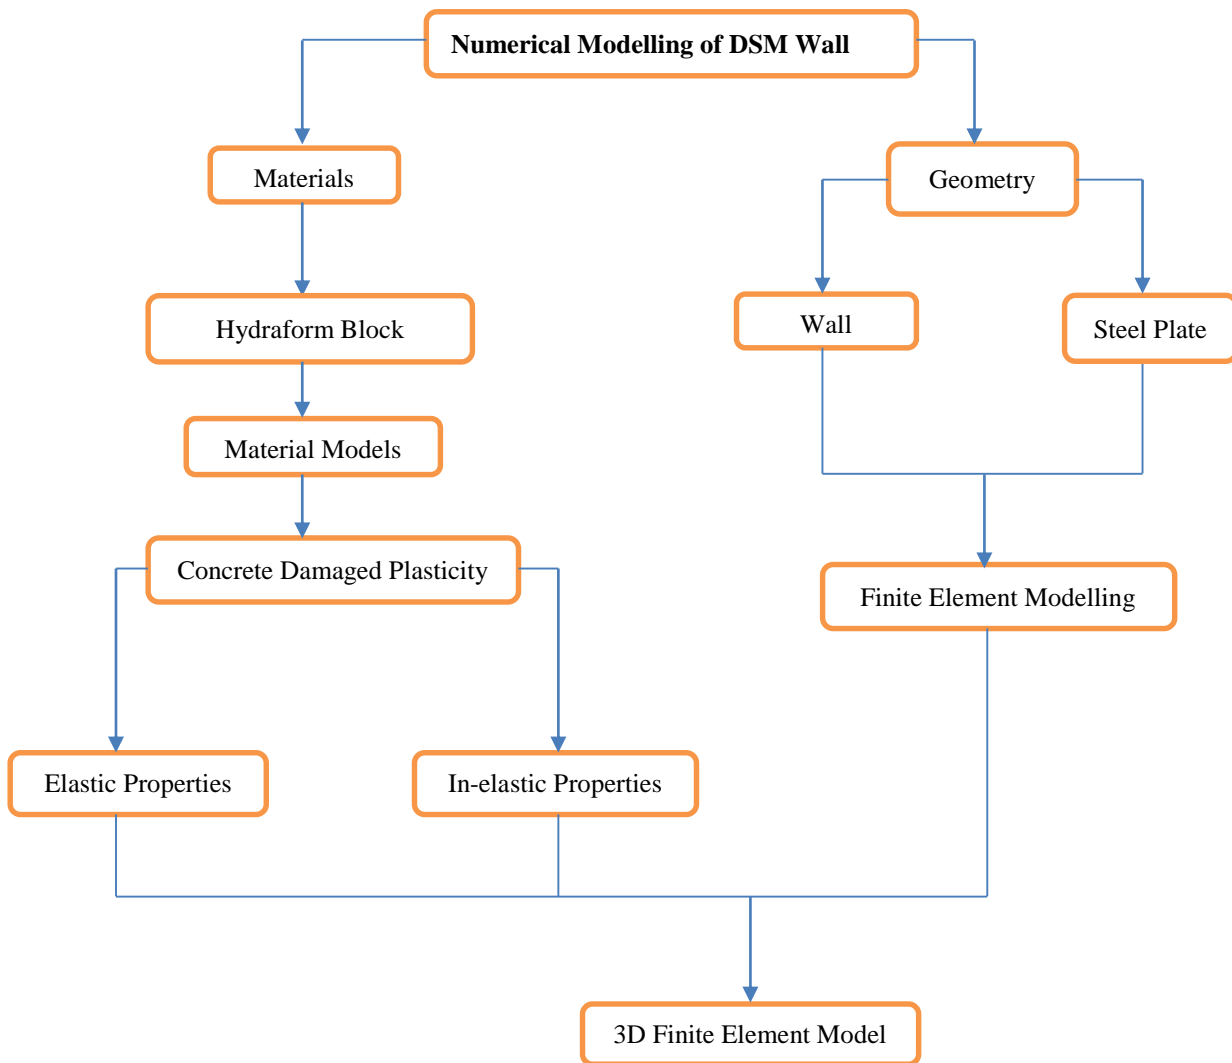 Numerical Modelling of DSM Wall
Materials
Geometry
Hydraform Block
Wall
Steel Plate
Material Models
Concrete Damaged Plasticity
Finite Element Modelling
Elastic Properties
In-elastic Properties
3D Finite Element Model